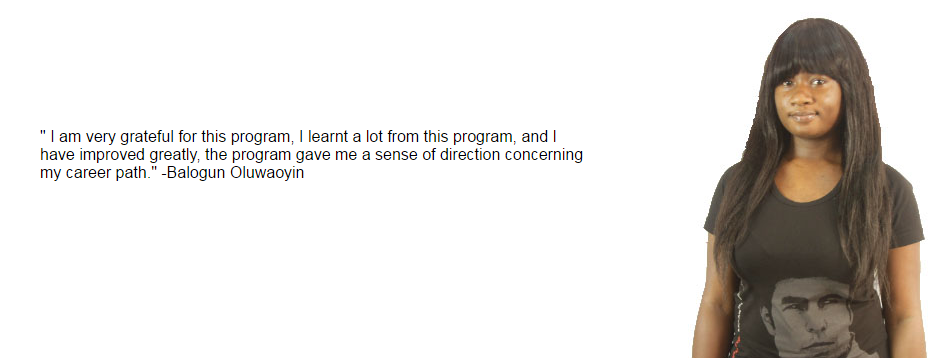 " I am very grateful for this program, I learnt a lot from this program, and I
have improved greatly, the program gave me a sense of direction concerning
my career path." -Balogun Oluwaoyin